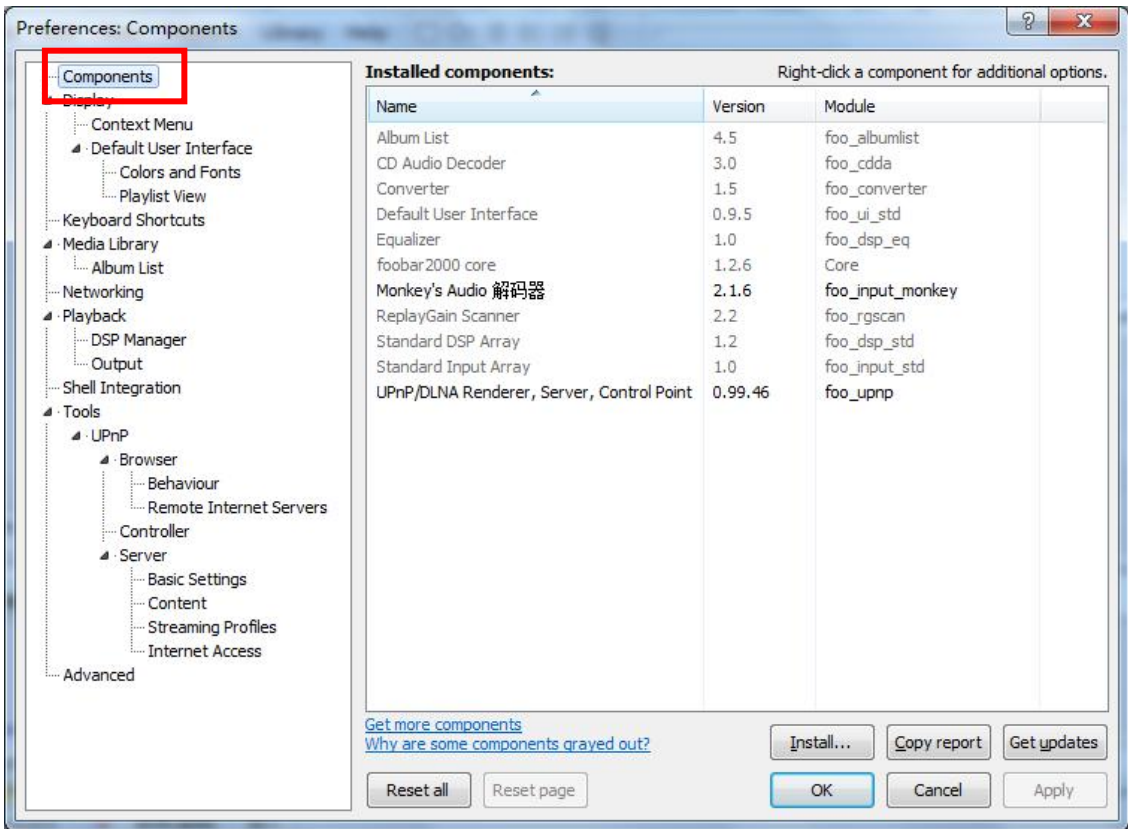 Preferences: Components
Library Help
Components
Display
Context Menu
Default User Interface
Colors and Fonts
Playlist View
Keyboard Shortcuts
Media Library
Album List
Networking
Playback
DSP Manager
Output
Shell Integration
Tools
UPnP
Browser
Behaviour
Remote Internet Servers
Controller
Server
Basic Settings
Content
Streaming Profiles
Internet Access
Advanced
Installed components: Right-click a component for additional options.
Name Version Module
Album List 4.5 foo_albumlist
CD Audio Decoder 3.0 foo_cdda
Converter 1.5 foo_converter
Default User Interface 0.9.5 foo_ui_std
Equalizer 1.0 foo_dsp_eq
foobar2000 core 1.2.6 Core
Monkey's Audio 解码器 2.1.6 foo_input_monkey
ReplayGain Scanner 2.2 foo_rgscan
Standard DSP Array 1.2 foo_dsp_std
Standard Input Array 1.0 foo_input_std
UPnP/DLNA Renderer, Server, Control Point 0.99.46 foo_upnp
Get more components
Why are some components grayed out?
Install... Copy report Get updates
Reset all Reset page OK Cancel Apply